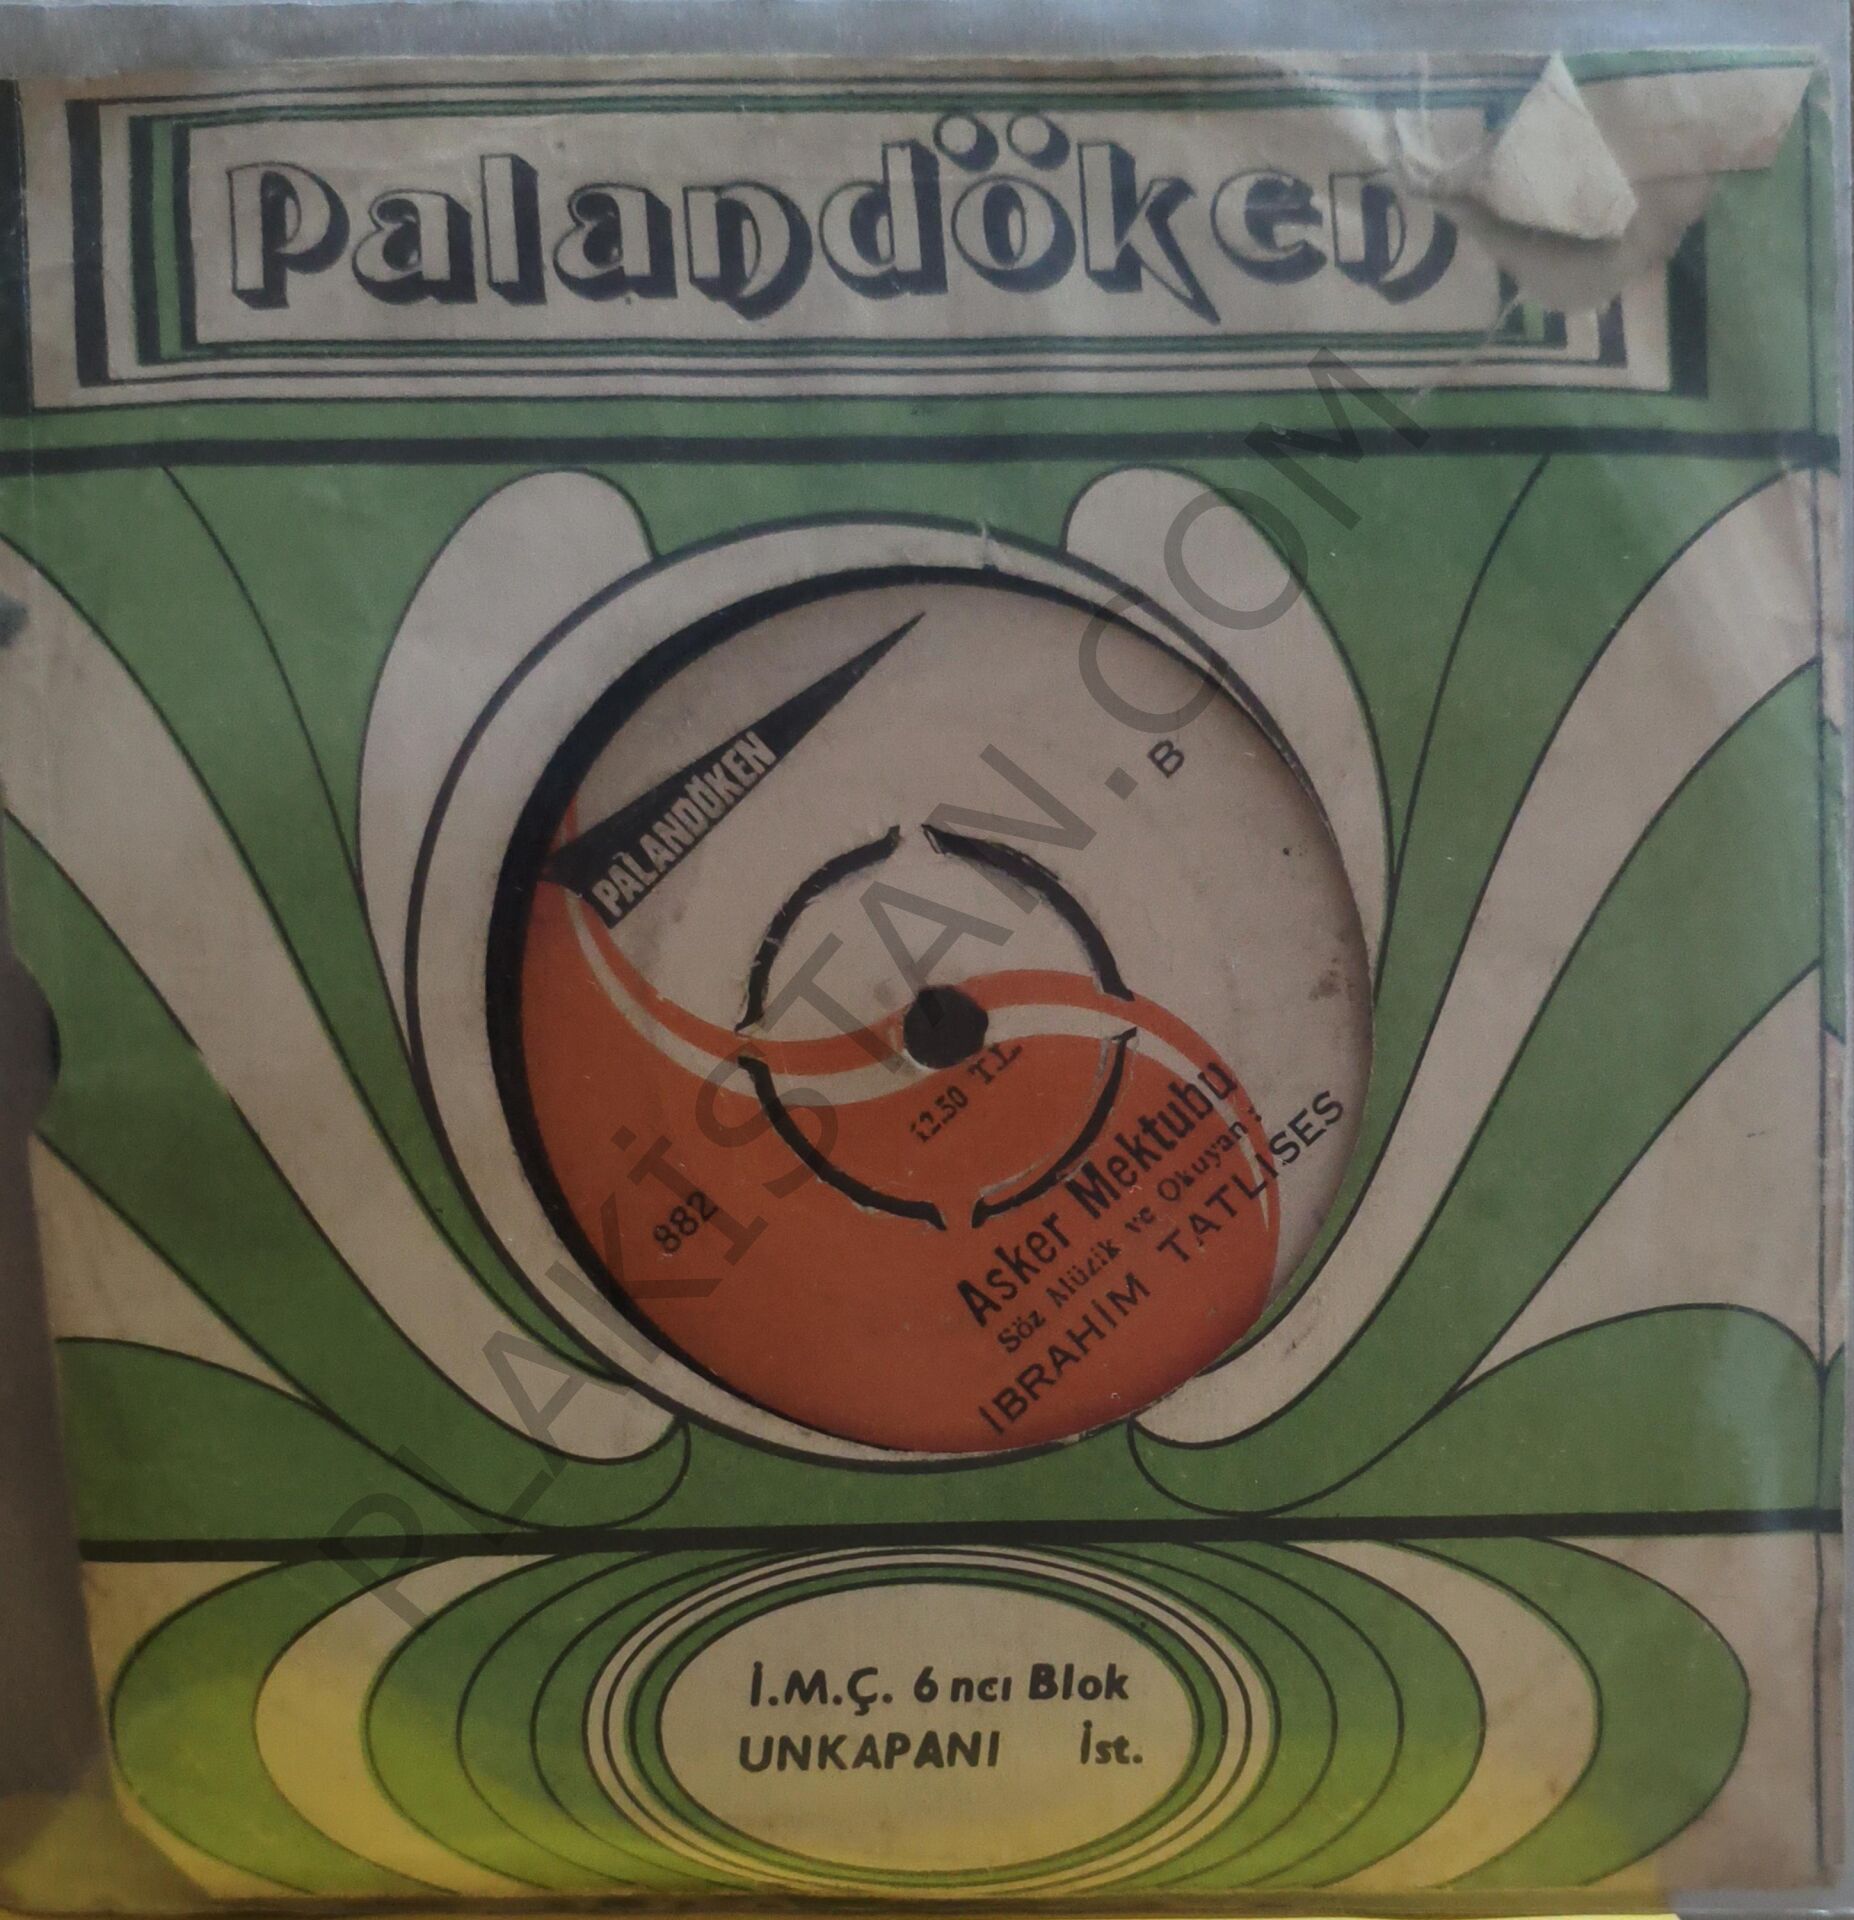 Palandöken
PALANDÖKEN
B
12.50 T.L.
882
Asker Mektubu
Söz Müzik ve Okuyan :
IBRAHİM TATLISES
İ.M.Ç. 6 ncı Blok
UNKAPANI İst.
PLAKİSTAN.COM